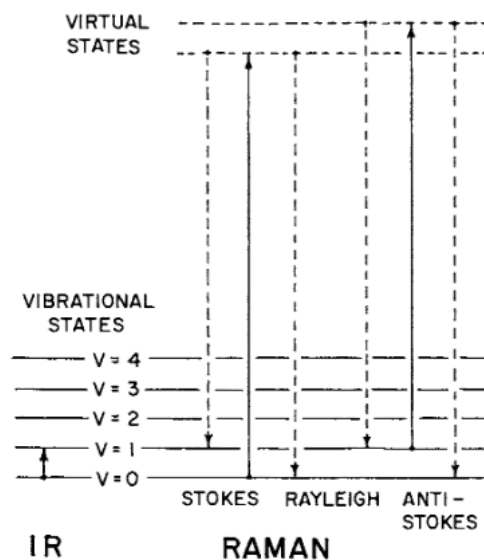 VIRTUAL
STATES
VIBRATIONAL
STATES
V = 4
V = 3
V = 2
V = 1
V = 0
STOKES RAYLEIGH ANTI-
STOKES
IR RAMAN